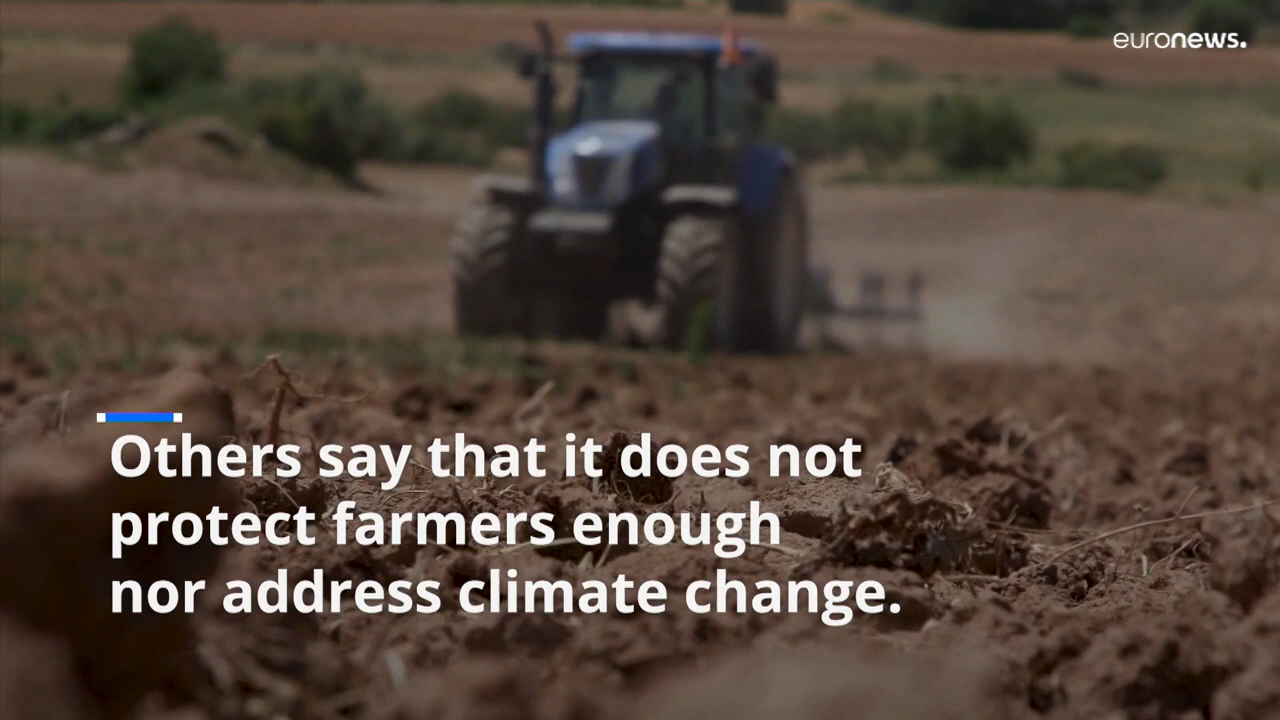 euronews.
Others say that it does not
protect farmers enough
nor address climate change.